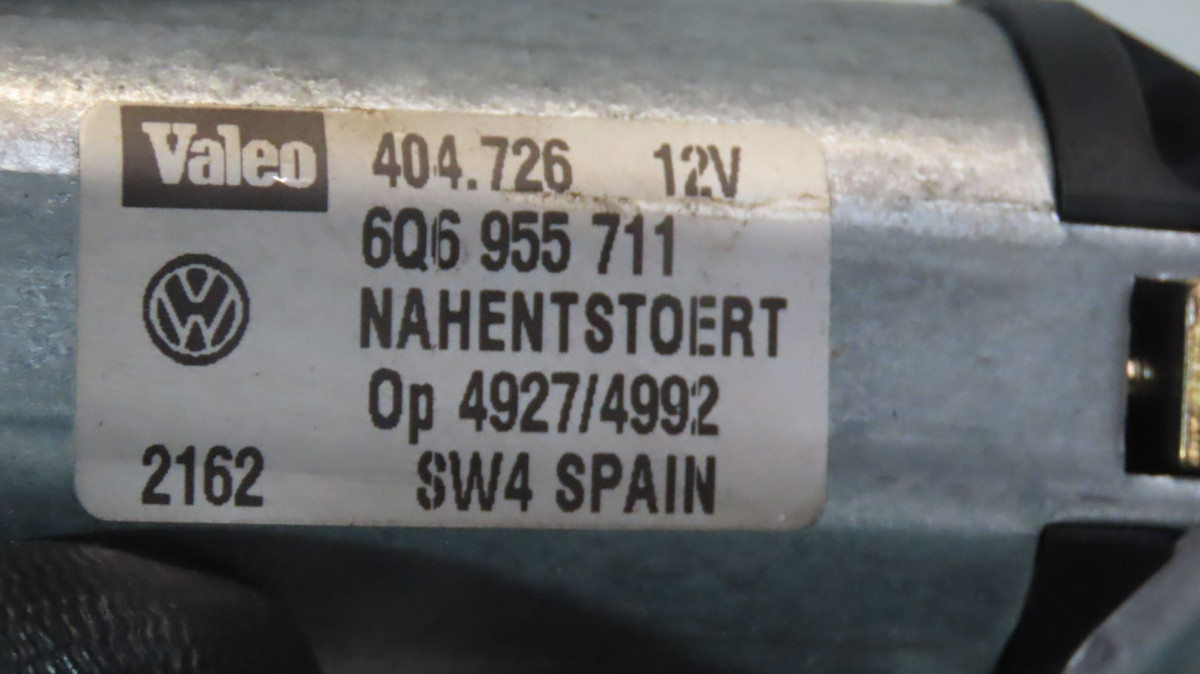 Valeo 404.726 12V
6Q6 955 711
NAHENTSTOERT
Op 4927/4992
2162 SW4 SPAIN